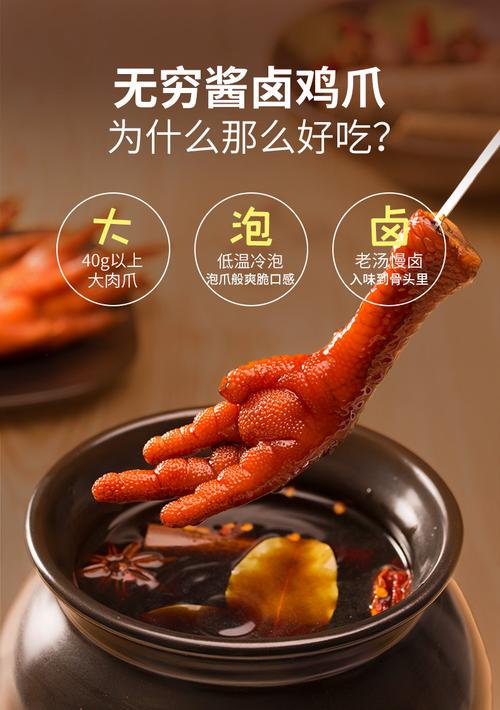 无穷酱卤鸡爪
为什么那么好吃?
大
40g以上
大肉爪
泡
低温冷泡
泡爪般爽脆口感
卤
老汤慢卤
入味到骨头里